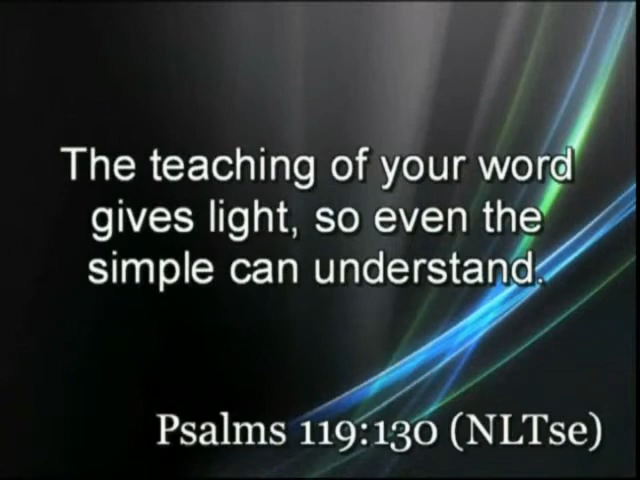 The teaching of your word
gives light, so even the
simple can understand.
Psalms 119:130 (NLTse)